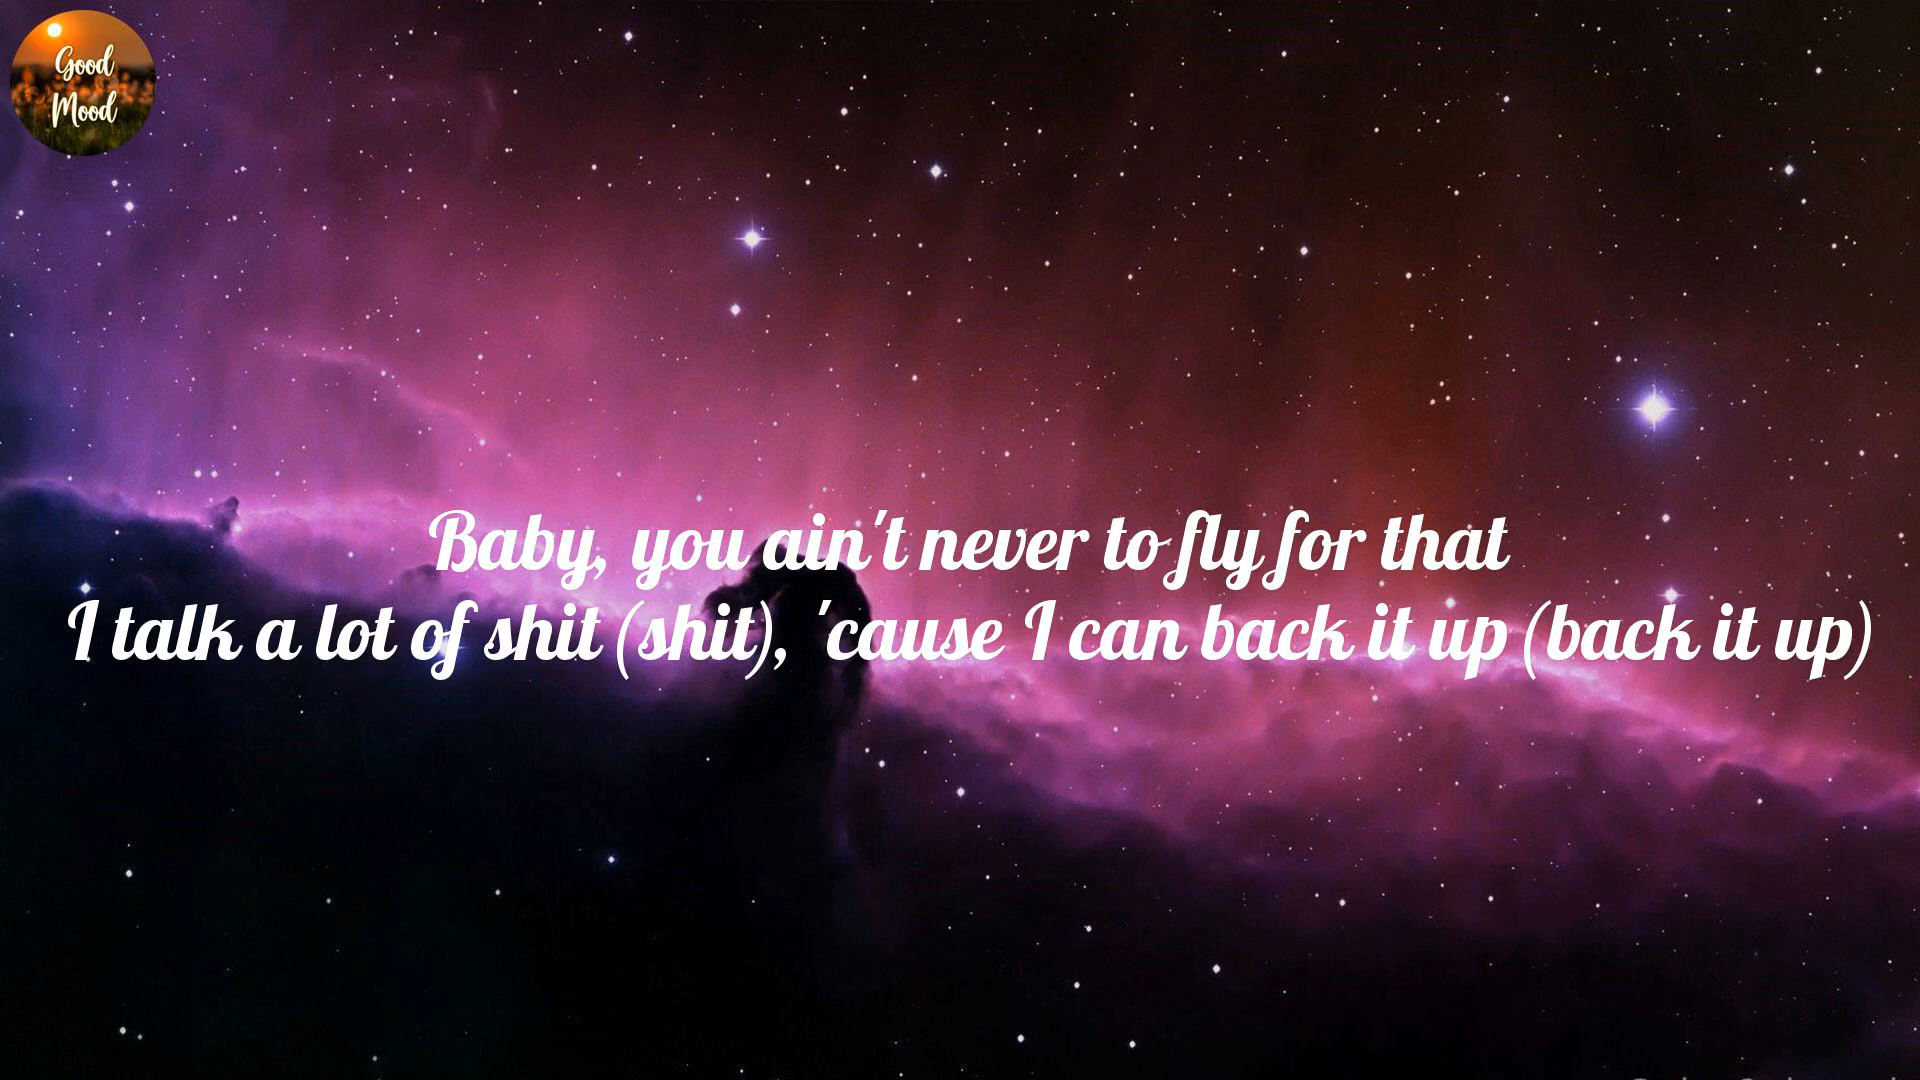 Good
Mood
Baby, you ain't never to fly for that
I talk a lot of shit (shit), 'cause I can back it up (back it up)